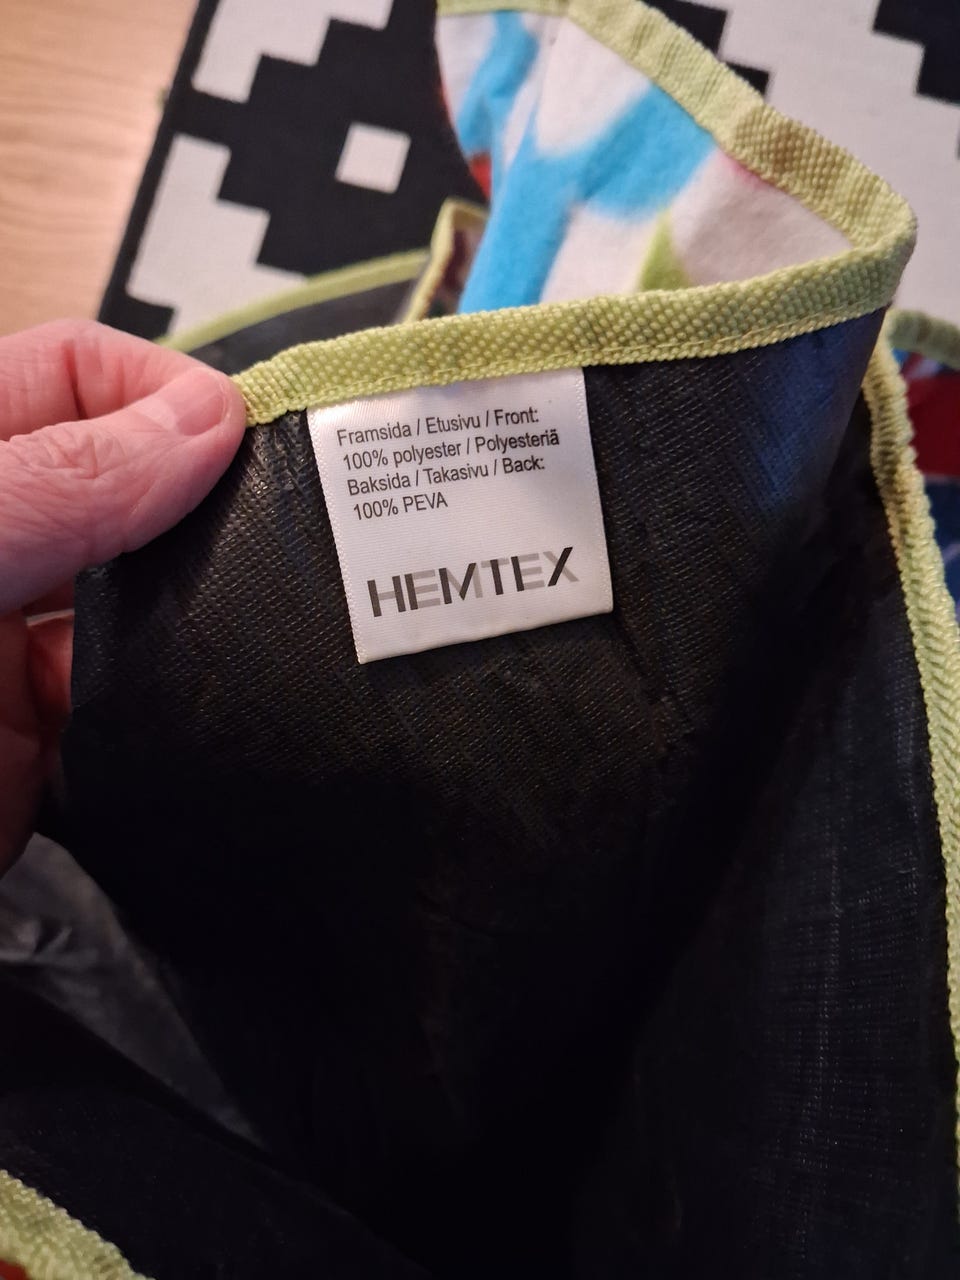 Framsida / Etusivu / Front:
100% polyester / Polyesteriä
Baksida / Takasivu / Back:
100% PEVA
HEMTEX